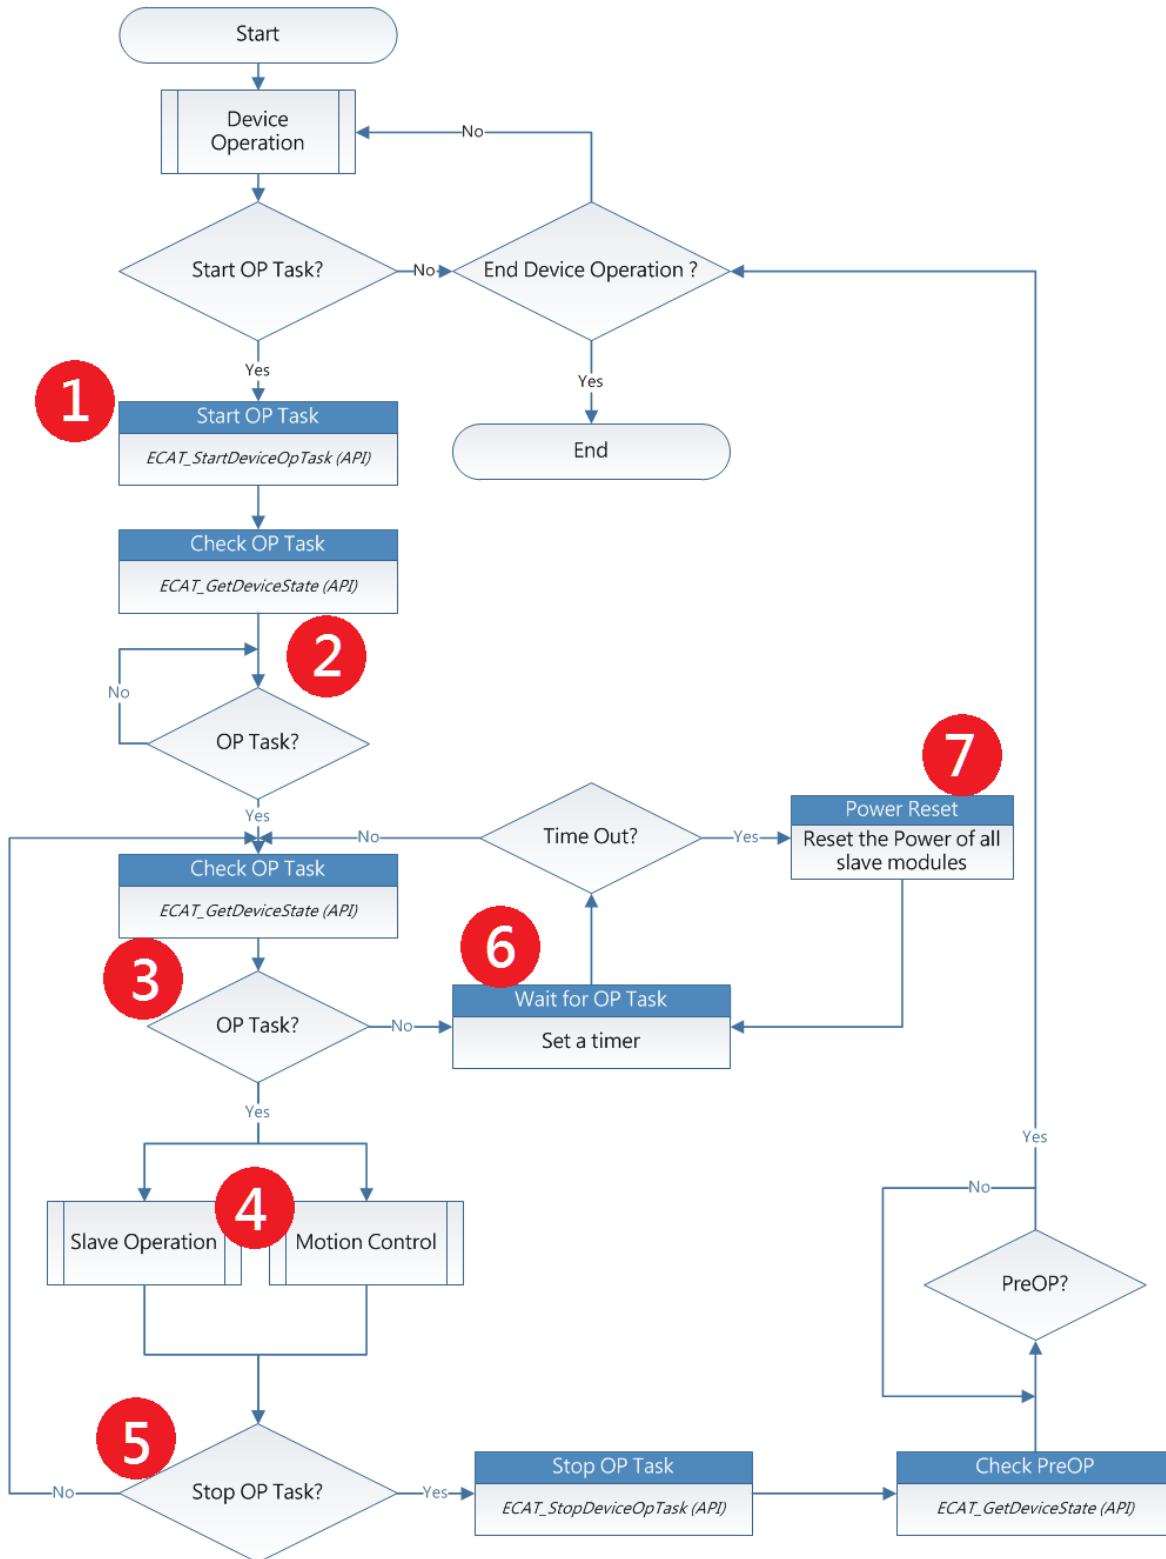 Start
Device
Operation
No
Start OP Task?
No
End Device Operation ?
Yes
Yes
1
Start OP Task
ECAT_StartDeviceOpTask (API)
End
Check OP Task
ECAT_GetDeviceState (API)
2
No
OP Task?
Yes
7
Power Reset
Reset the Power of all
slave modules
No
Time Out?
Yes
Check OP Task
ECAT_GetDeviceState (API)
3
6
OP Task?
No
Wait for OP Task
Set a timer
Yes
Yes
4
Slave Operation
Motion Control
No
PreOP?
5
Stop OP Task?
No
Yes
Stop OP Task
ECAT_StopDeviceOpTask (API)
Check PreOP
ECAT_GetDeviceState (API)